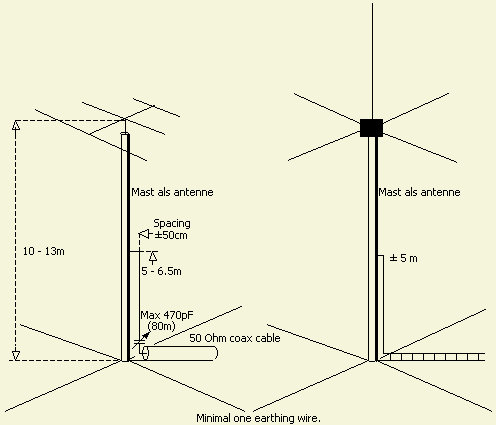 Mast als antenne
Spacing
±50cm
10 - 13m
5 - 6.5m
Max 470pF
(80m)
50 Ohm coax cable
Mast als antenne
± 5 m
Minimal one earthing wire.